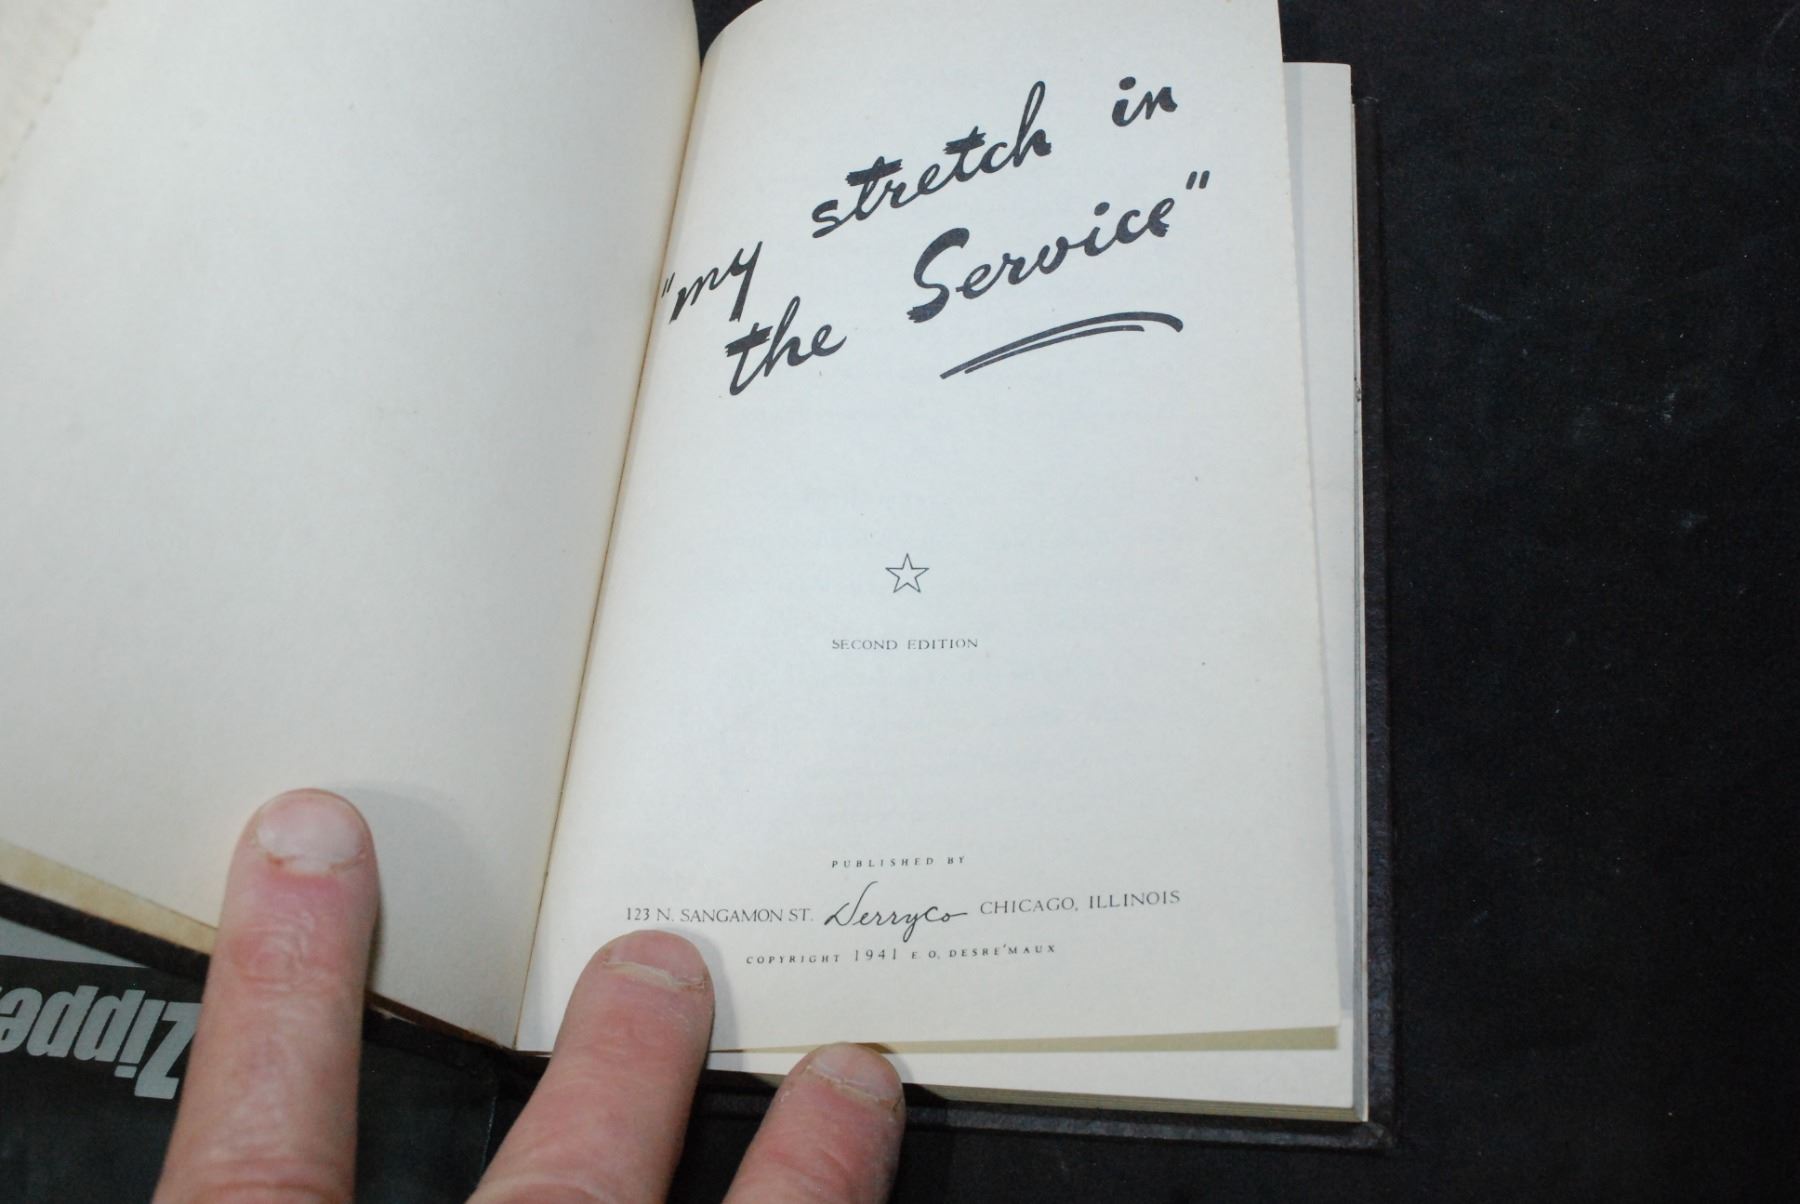 "my stretch in
the Service"
SECOND EDITION
PUBLISHED BY
123 N. SANGAMON ST. DerryCo CHICAGO, ILLINOIS
COPYRIGHT 1941 E. O. DESRE'MAUX
Zippe